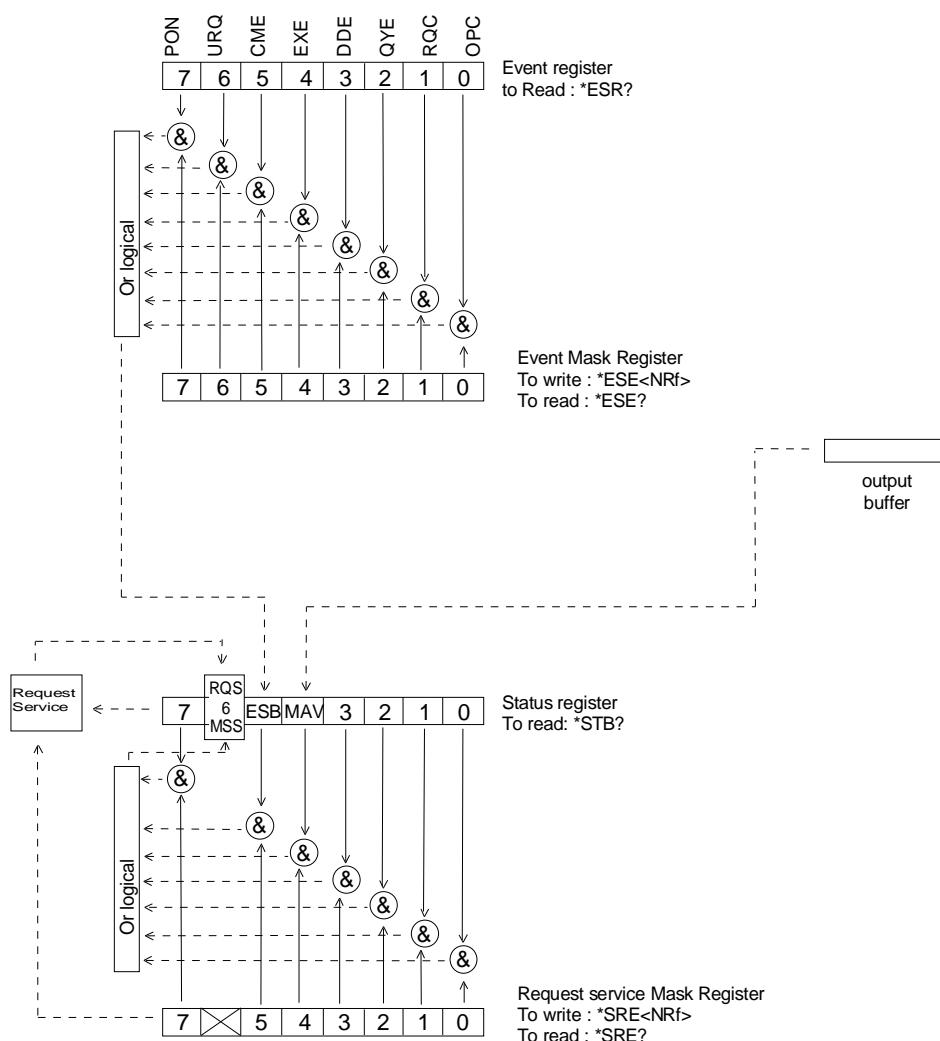 PON URQ CME EXE DDE QYE RQC OPC
7 6 5 4 3 2 1 0
Event register
to Read : *ESR?
&
&
&
&
&
&
&
&
Or logical
Event Mask Register
To write : *ESE<NRf>
To read : *ESE?
7 6 5 4 3 2 1 0
output
buffer
Request
Service
7 RQS 6 MSS ESB MAV 3 2 1 0
Status register
To read: *STB?
&
&
&
&
&
&
&
Or logical
Request service Mask Register
To write : *SRE<NRf>
To read : *SRE?
7 5 4 3 2 1 0